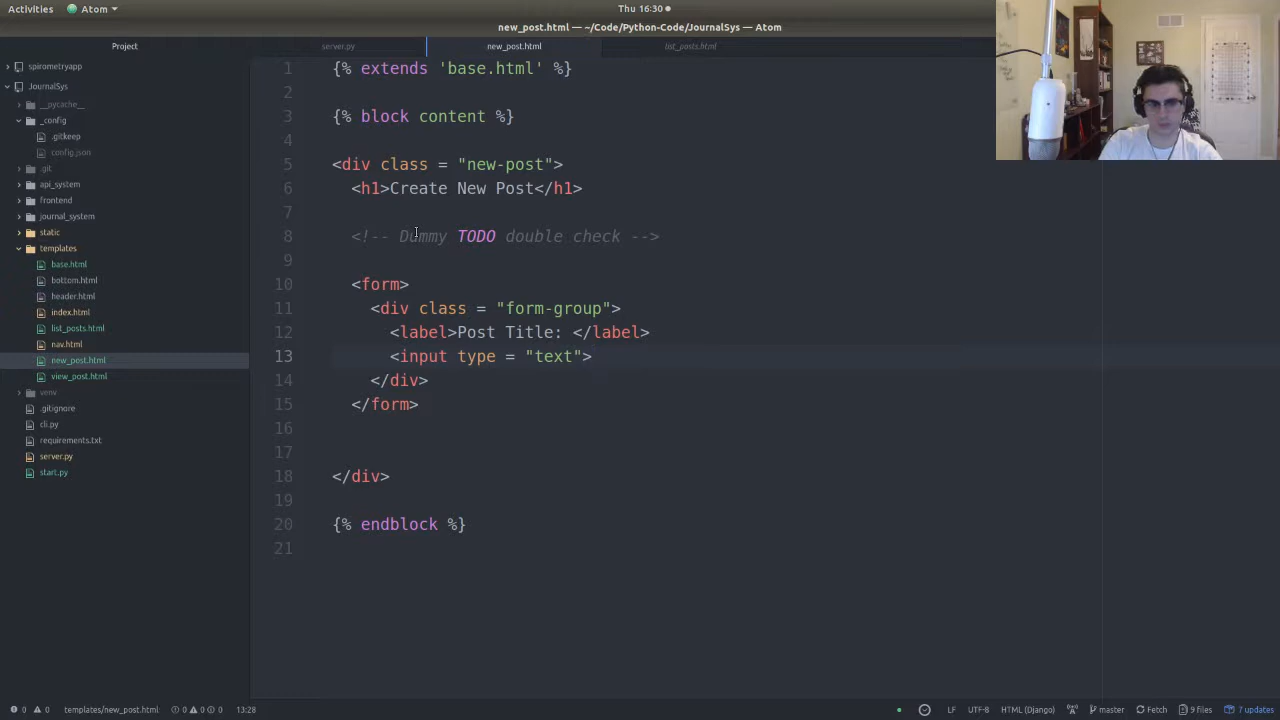 Activities
Atom
Thu 16:30
new_post.html — ~/Code/Python-Code/JournalSys — Atom
Project
server.py
new_post.html
list_posts.html
spirometryapp
JournalSys
__pycache__
_config
.gitkeep
config.json
.git
api_system
frontend
journal_system
static
templates
base.html
bottom.html
header.html
index.html
list_posts.html
nav.html
new_post.html
view_post.html
venv
.gitignore
cli.py
requirements.txt
server.py
start.py
1 {% extends 'base.html' %}
2
3 {% block content %}
4
5 <div class = "new-post">
6 <h1>Create New Post</h1>
7
8 <!-- Dummy TODO double check -->
9
10 <form>
11 <div class = "form-group">
12 <label>Post Title: </label>
13 <input type = "text">
14 </div>
15 </form>
16
17
18 </div>
19
20 {% endblock %}
21
0 0 templates/new_post.html 0 0 0 13:28
LF UTF-8 HTML (Django) master Fetch 9 files 7 updates